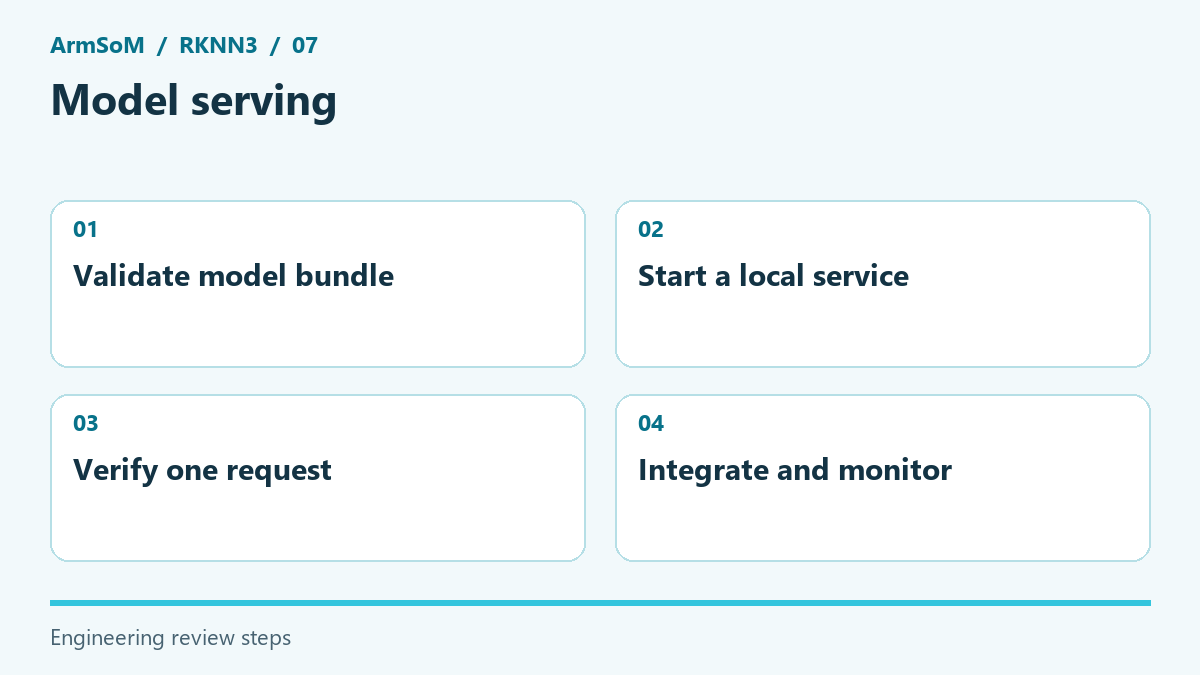 ArmSoM / RKNN3 / 07
Model serving
01
Validate model bundle
02
Start a local service
03
Verify one request
04
Integrate and monitor
Engineering review steps